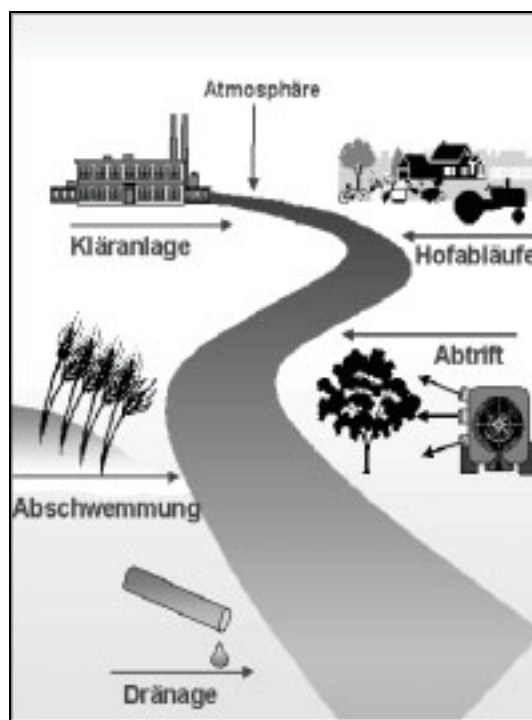 Atmosphäre
Kläranlage
Hofabläufe
Abtrift
Abschwemmung
Dränage